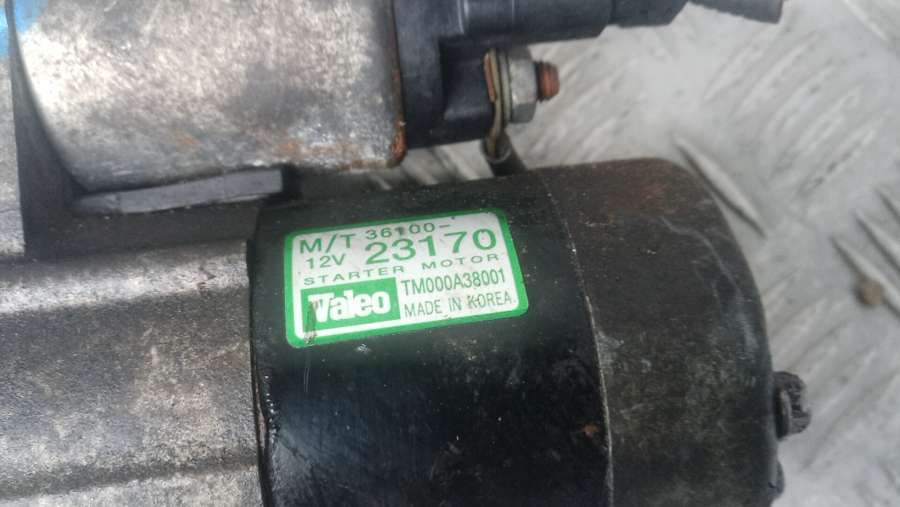 M/T 36100-
12V 23170
STARTER MOTOR
Valeo TM000A38001
MADE IN KOREA.